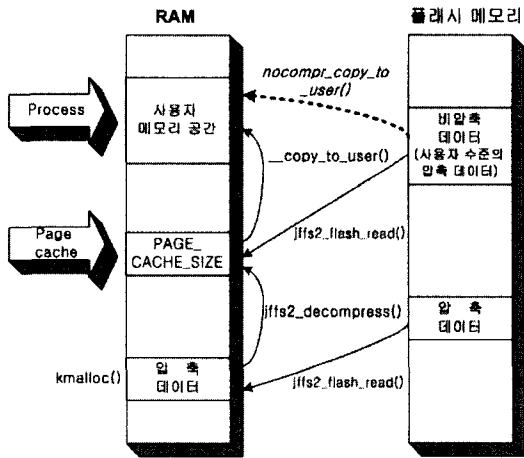 RAM
플래시 메모리
nocompr_copy_to
_user()
Process
사용자
메모리 공간
비압축
데이터
(사용자 수준의
압축 데이터)
__copy_to_user()
Page
cache
PAGE_
CACHE_SIZE
jffs2_flash_read()
jffs2_decompress()
압 축
데이터
kmalloc()
압 축
데이터
jffs2_flash_read()